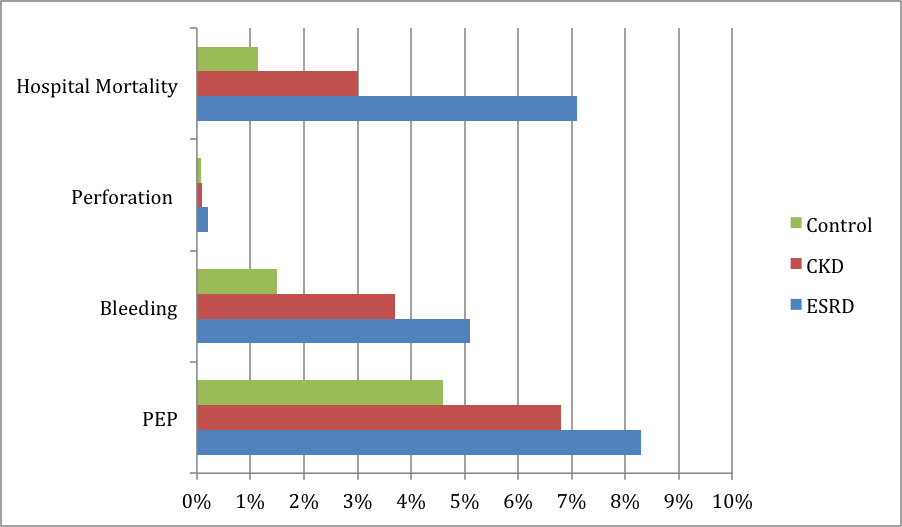 Hospital Mortality
Perforation
Bleeding
PEP
0% 1% 2% 3% 4% 5% 6% 7% 8% 9% 10%
Control
CKD
ESRD